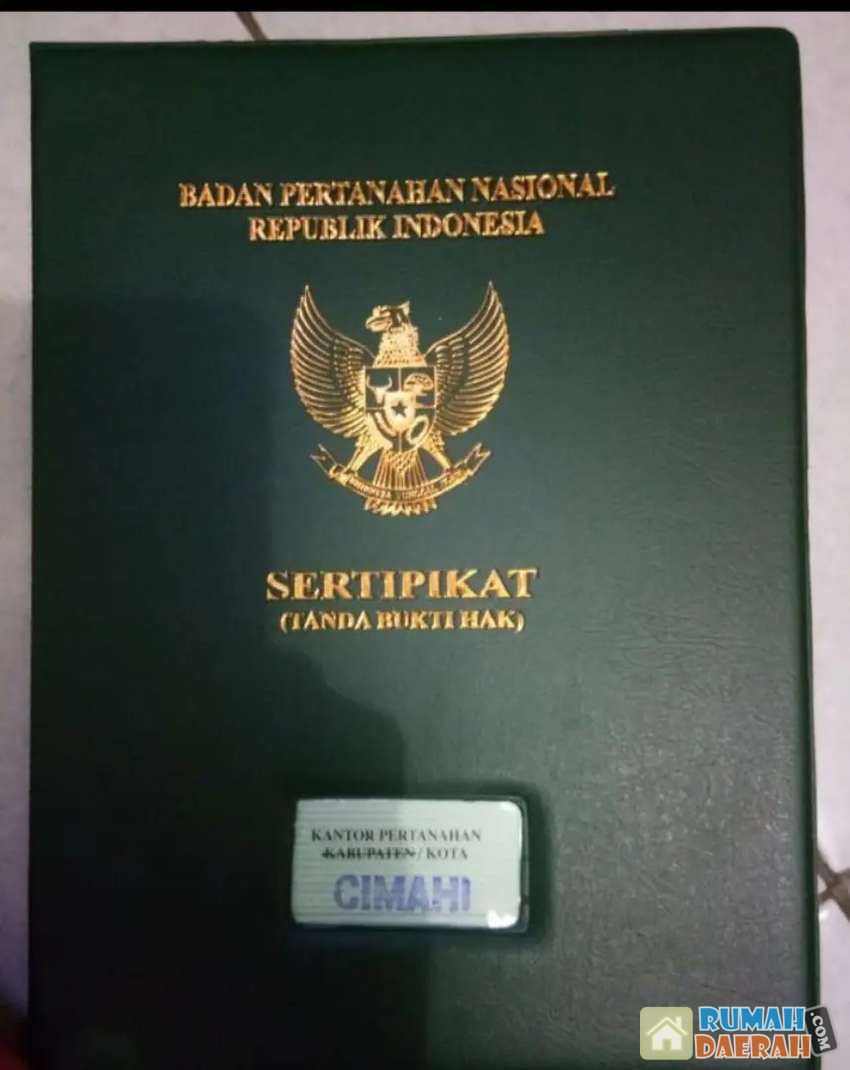 BADAN PERTANAHAN NASIONAL
REPUBLIK INDONESIA
SERTIPIKAT
(TANDA BUKTI HAK)
KANTOR PERTANAHAN
KABUPATEN / KOTA
CIMAHI
RUMAH
DAERAH.COM